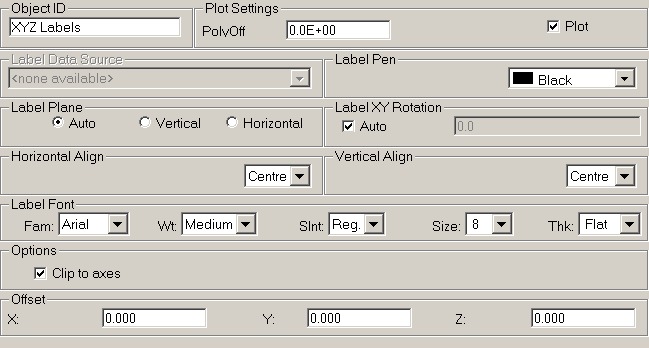 Object ID Plot Settings
XYZ Labels PolyOff 0.0E+00 Plot
Label Data Source Label Pen
<none available> Black
Label Plane Label XY Rotation
Auto Vertical Horizontal Auto 0.0
Horizontal Align Vertical Align
Centre Centre
Label Font
Fam: Arial Wt: Medium Slnt: Reg. Size: 8 Thk: Flat
Options
Clip to axes
Offset
X: 0.000 Y: 0.000 Z: 0.000